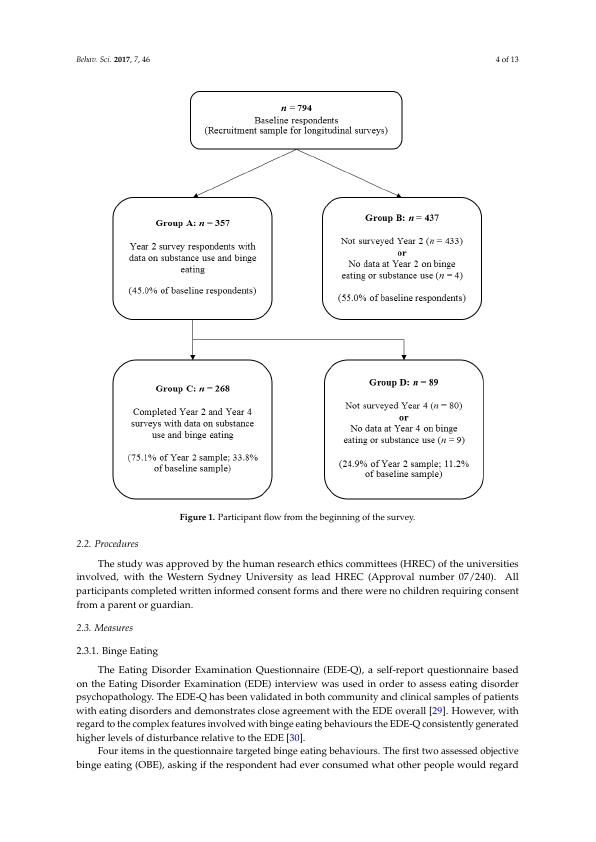 Behav. Sci. 2017, 7, 46 4 of 13
n = 794
Baseline respondents
(Recruitment sample for longitudinal surveys)
Group A: n = 357
Year 2 survey respondents with
data on substance use and binge
eating
(45.0% of baseline respondents)
Group B: n = 437
Not surveyed Year 2 (n = 433)
or
No data at Year 2 on binge
eating or substance use (n = 4)
(55.0% of baseline respondents)
Group C: n = 268
Completed Year 2 and Year 4
surveys with data on substance
use and binge eating
(75.1% of Year 2 sample; 33.8%
of baseline sample)
Group D: n = 89
Not surveyed Year 4 (n = 80)
or
No data at Year 4 on binge
eating or substance use (n = 9)
(24.9% of Year 2 sample; 11.2%
of baseline sample)
Figure 1. Participant flow from the beginning of the survey.
2.2. Procedures
The study was approved by the human research ethics committees (HREC) of the universities
involved, with the Western Sydney University as lead HREC (Approval number 07/240). All
participants completed written informed consent forms and there were no children requiring consent
from a parent or guardian.
2.3. Measures
2.3.1. Binge Eating
The Eating Disorder Examination Questionnaire (EDE-Q), a self-report questionnaire based
on the Eating Disorder Examination (EDE) interview was used in order to assess eating disorder
psychopathology. The EDE-Q has been validated in both community and clinical samples of patients
with eating disorders and demonstrates close agreement with the EDE overall [29]. However, with
regard to the complex features involved with binge eating behaviours the EDE-Q consistently generated
higher levels of disturbance relative to the EDE [30].
Four items in the questionnaire targeted binge eating behaviours. The first two assessed objective
binge eating (OBE), asking if the respondent had ever consumed what other people would regard